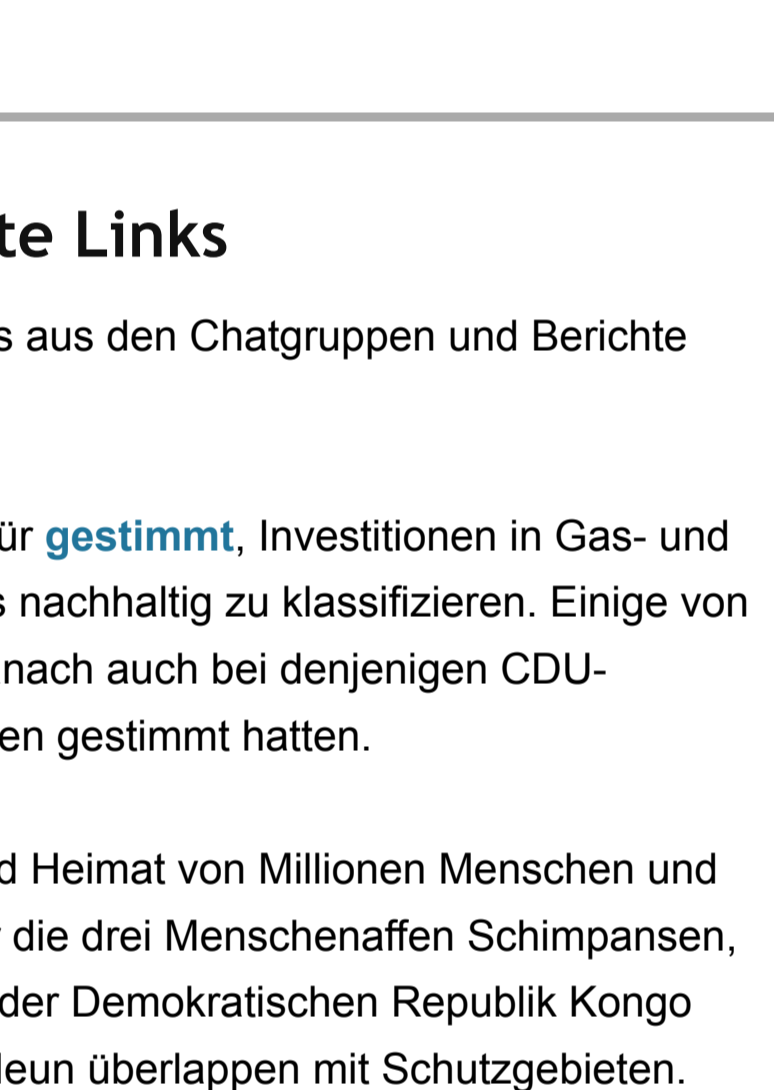 te Links
s aus den Chatgruppen und Berichte
ür gestimmt, Investitionen in Gas- und
s nachhaltig zu klassifizieren. Einige von
nach auch bei denjenigen CDU-
en gestimmt hatten.
d Heimat von Millionen Menschen und
die drei Menschenaffen Schimpansen,
der Demokratischen Republik Kongo
leun überlappen mit Schutzgebieten.